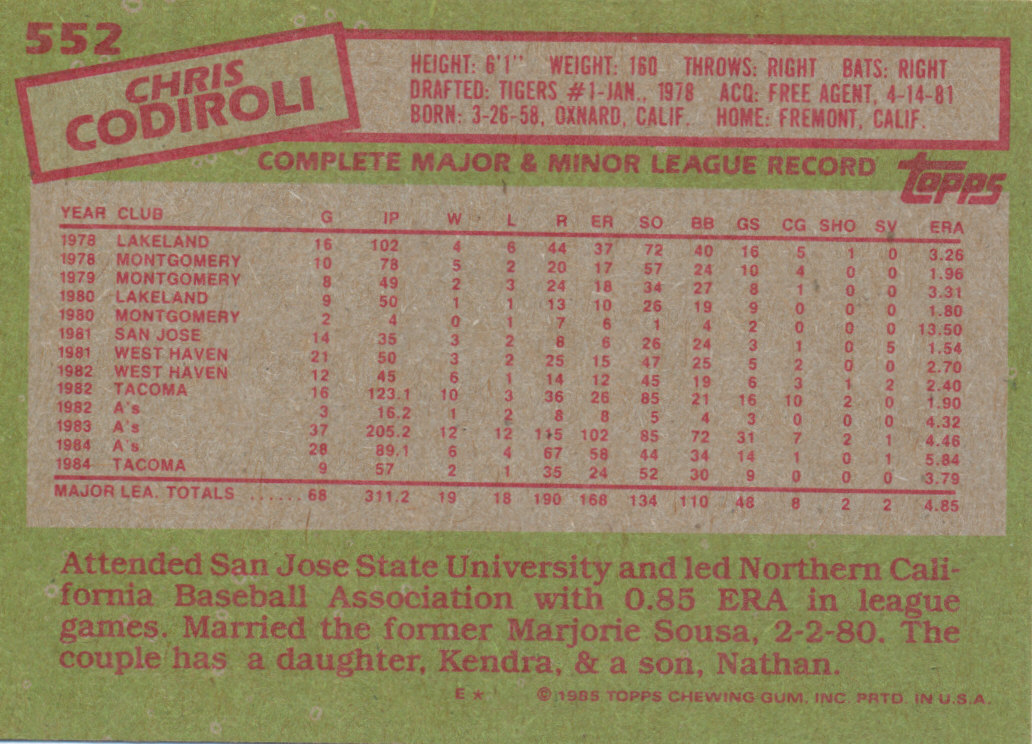 552
CHRIS
CODIROLI
HEIGHT: 6'1" WEIGHT: 160 THROWS: RIGHT BATS: RIGHT
DRAFTED: TIGERS #1-JAN., 1978 ACQ: FREE AGENT, 4-14-81
BORN: 3-26-58, OXNARD, CALIF. HOME: FREMONT, CALIF.
COMPLETE MAJOR & MINOR LEAGUE RECORD
Topps
YEAR CLUB G IP W L R ER SO BB GS CG SHO SV ERA
1978 LAKELAND 16 102 4 6 44 37 72 40 16 5 1 0 3.26
1978 MONTGOMERY 10 78 5 2 20 17 57 24 10 4 0 0 1.96
1979 MONTGOMERY 8 49 2 3 24 18 34 27 8 1 0 0 3.31
1980 LAKELAND 9 50 1 1 13 10 26 19 9 0 0 0 1.80
1980 MONTGOMERY 2 4 0 1 7 6 1 4 2 0 0 0 13.50
1981 SAN JOSE 14 35 3 2 8 6 26 24 3 1 0 5 1.54
1981 WEST HAVEN 21 50 3 2 25 15 47 25 5 2 0 0 2.70
1982 WEST HAVEN 12 45 6 1 14 12 45 19 6 3 1 2 2.40
1982 TACOMA 16 123.1 10 3 36 26 85 21 16 10 2 0 1.90
1982 A's 3 16.2 1 2 8 8 5 4 3 0 0 0 4.32
1983 A's 37 205.2 12 12 115 102 85 72 31 7 2 1 4.46
1984 A's 28 89.1 6 4 67 58 44 34 14 1 0 1 5.84
1984 TACOMA 9 57 2 1 35 24 52 30 9 0 0 0 3.79
MAJOR LEA. TOTALS ...... 68 311.2 19 18 190 168 134 110 48 8 2 2 4.85
Attended San Jose State University and led Northern Cali-
fornia Baseball Association with 0.85 ERA in league
games. Married the former Marjorie Sousa, 2-2-80. The
couple has a daughter, Kendra, & a son, Nathan.
E * © 1985 TOPPS CHEWING GUM, INC. PRTD. IN U.S.A.